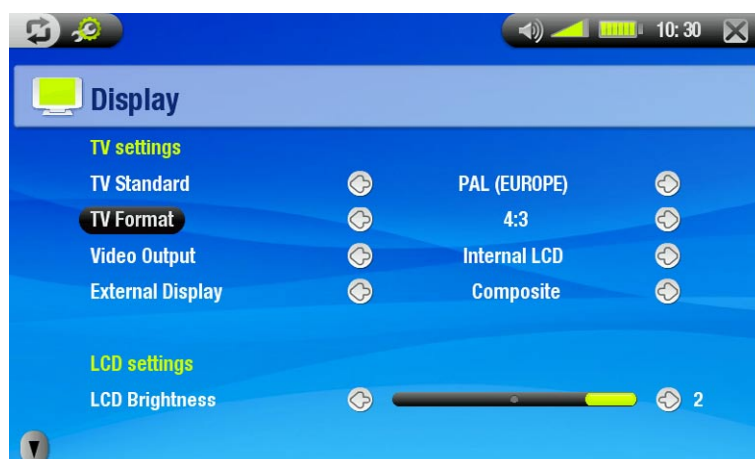 10:30
Display
TV settings
TV Standard PAL (EUROPE)
TV Format 4:3
Video Output Internal LCD
External Display Composite
LCD settings
LCD Brightness 2